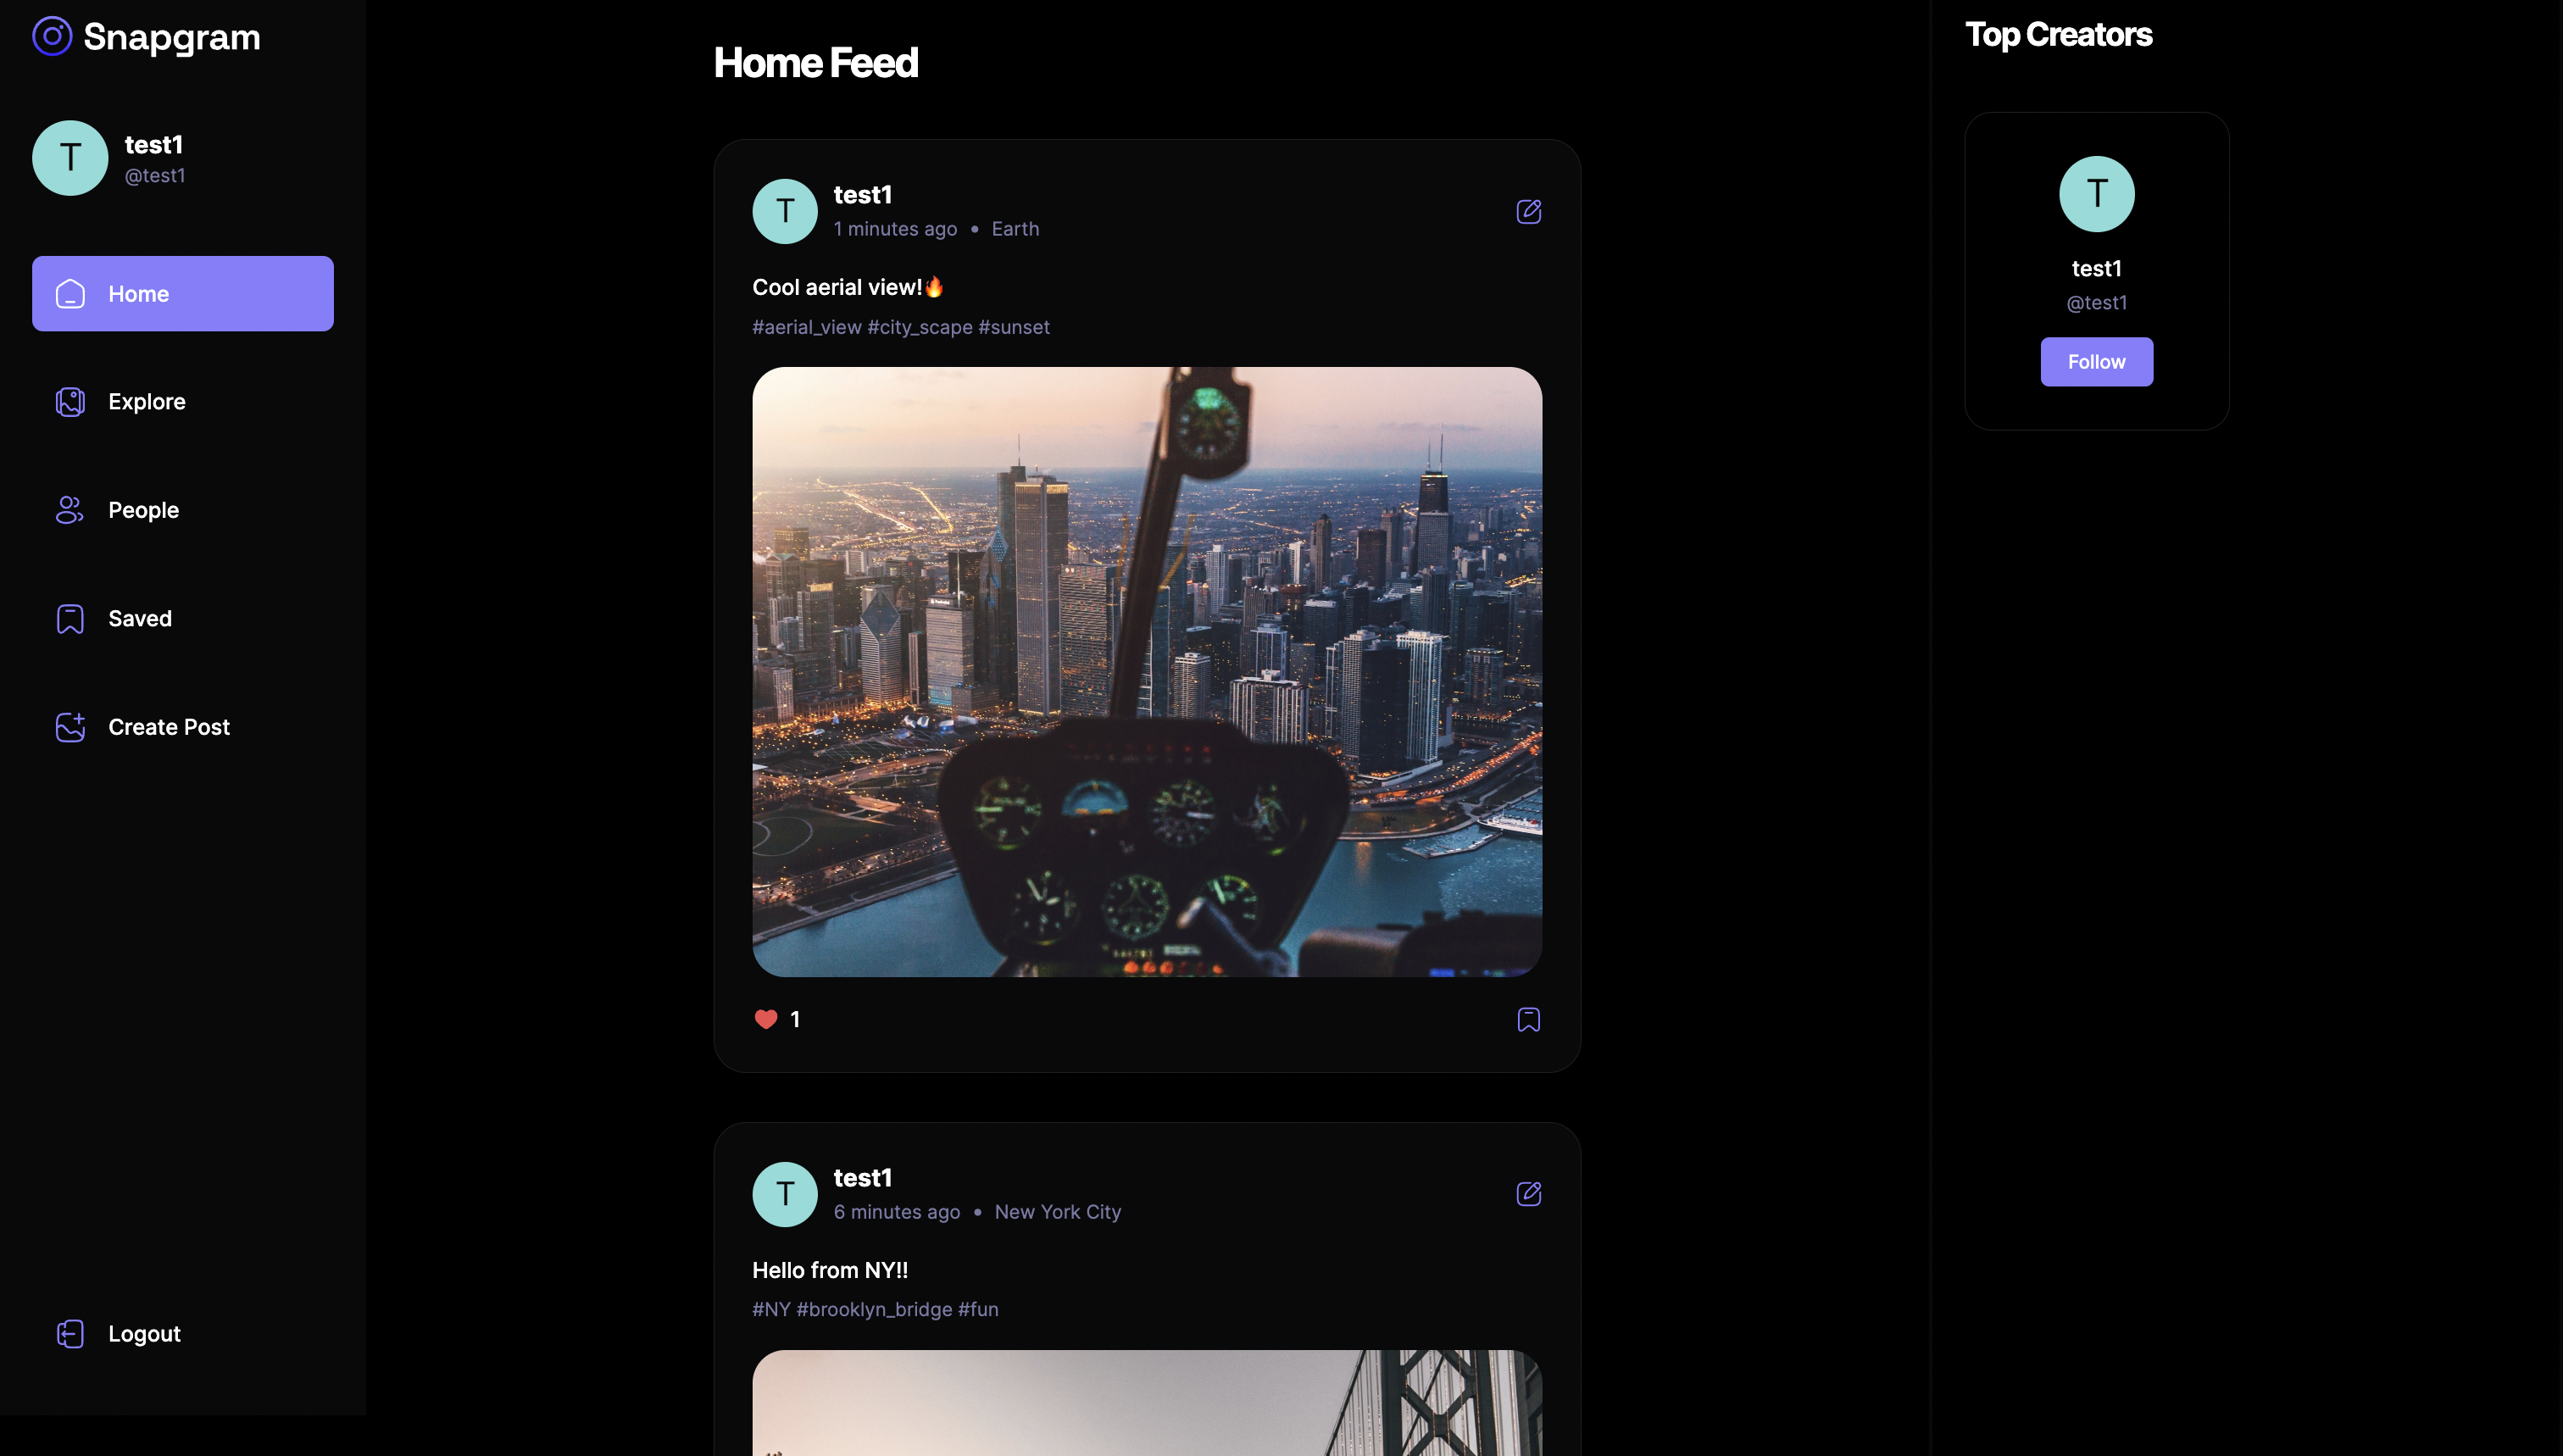 Snapgram
T
test1
@test1
Home
Explore
People
Saved
Create Post
Logout
Home Feed
T
test1
1 minutes ago • Earth
Cool aerial view!🔥
#aerial_view #city_scape #sunset
1
T
test1
6 minutes ago • New York City
Hello from NY!!
#NY #brooklyn_bridge #fun
Top Creators
T
test1
@test1
Follow